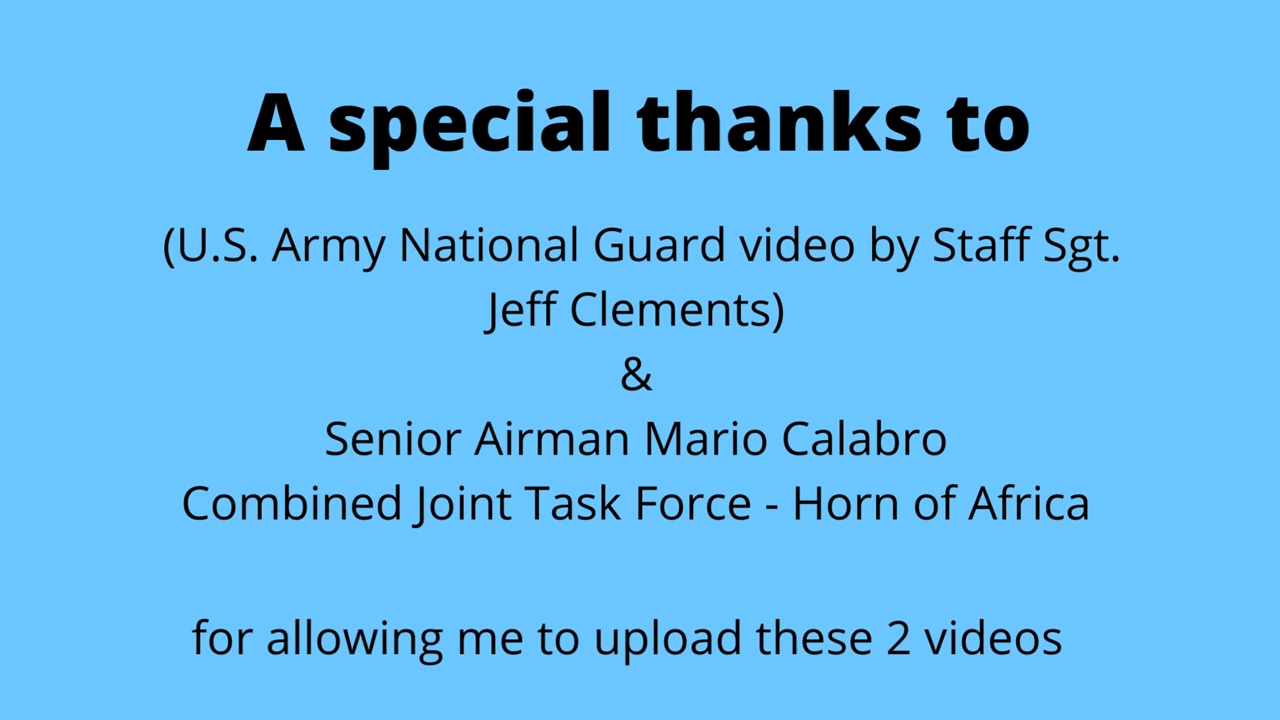 A special thanks to
(U.S. Army National Guard video by Staff Sgt.
Jeff Clements)
&
Senior Airman Mario Calabro
Combined Joint Task Force - Horn of Africa
for allowing me to upload these 2 videos